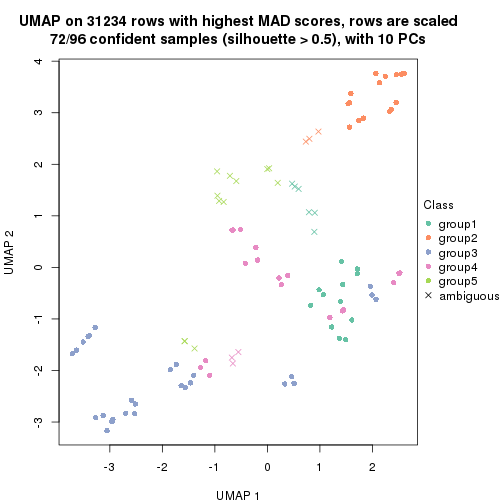 UMAP on 31234 rows with highest MAD scores, rows are scaled
72/96 confident samples (silhouette > 0.5), with 10 PCs
4
3
2
1
0
-1
-2
-3
UMAP 2
-3
-2
-1
0
1
2
UMAP 1
Class
group1
group2
group3
group4
group5
ambiguous